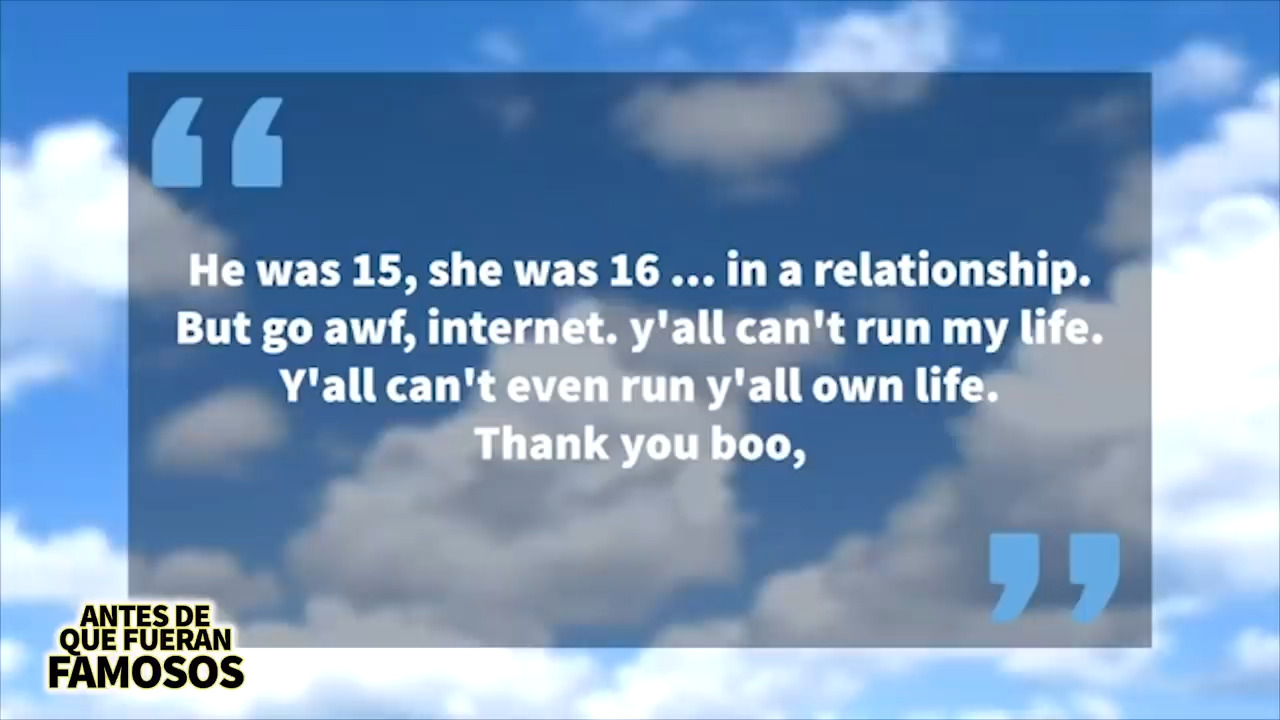 He was 15, she was 16 ... in a relationship.
But go awf, internet. y'all can't run my life.
Y'all can't even run y'all own life.
Thank you boo,
ANTES DE
QUE FUERAN
FAMOSOS